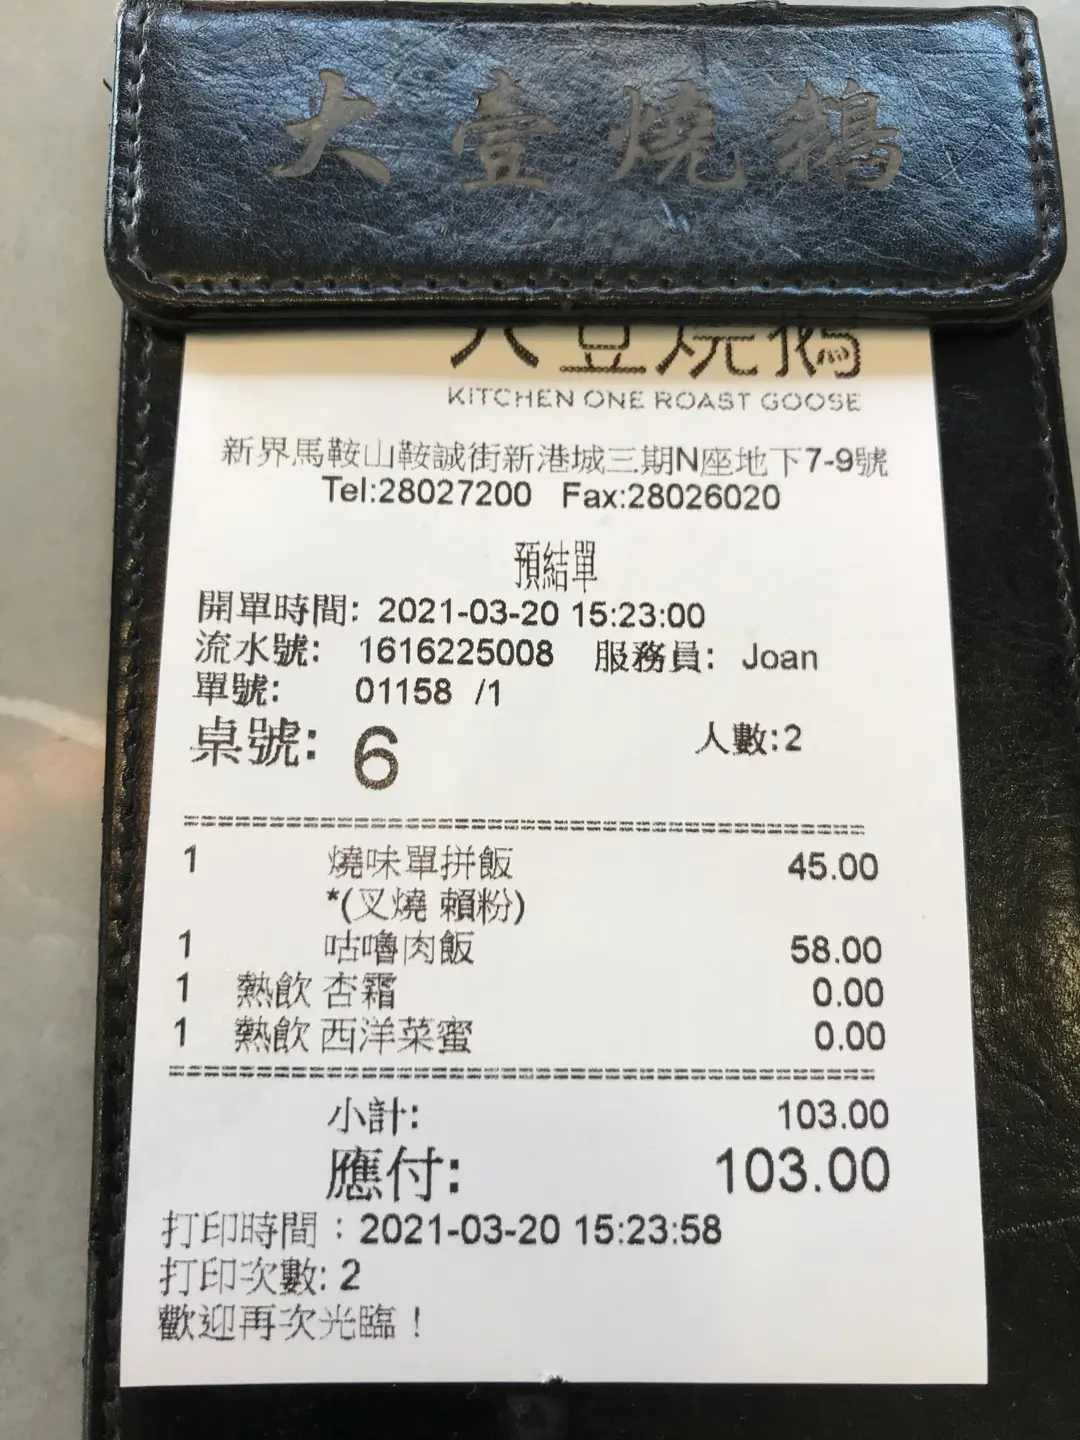 大壹燒鵝
大壹燒鵝
KITCHEN ONE ROAST GOOSE
新界馬鞍山鞍誠街新港城三期N座地下7-9號
Tel:28027200 Fax:28026020
預結單
開單時間: 2021-03-20 15:23:00
流水號: 1616225008 服務員: Joan
單號: 01158 /1
桌號: 6 人數:2
1 燒味單拼飯 45.00
*(叉燒 賴粉)
1 咕嚕肉飯 58.00
1 熱飲 杏霜 0.00
1 熱飲 西洋菜蜜 0.00
小計: 103.00
應付: 103.00
打印時間：2021-03-20 15:23:58
打印次數: 2
歡迎再次光臨！